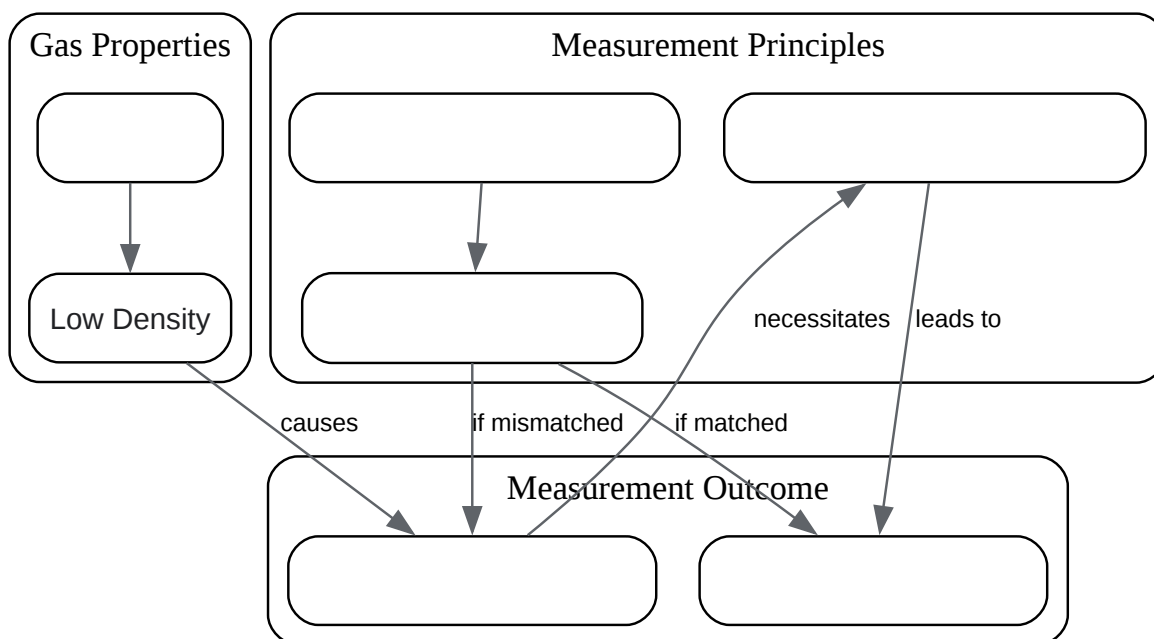 Gas Properties
Measurement Principles
Low Density
necessitates
leads to
causes
if mismatched
if matched
Measurement Outcome